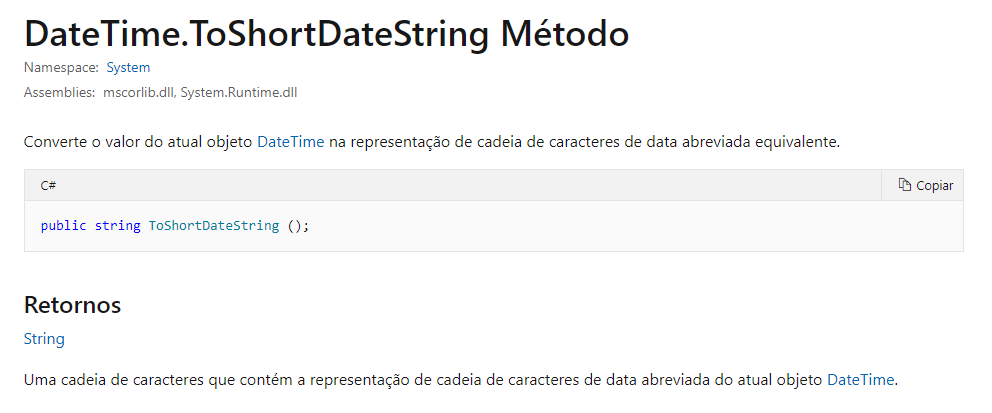 DateTime.ToShortDateString Método
Namespace: System
Assemblies: mscorlib.dll, System.Runtime.dll
Converte o valor do atual objeto DateTime na representação de cadeia de caracteres de data abreviada equivalente.
C# Copiar
public string ToShortDateString ();
Retornos
String
Uma cadeia de caracteres que contém a representação de cadeia de caracteres de data abreviada do atual objeto DateTime.